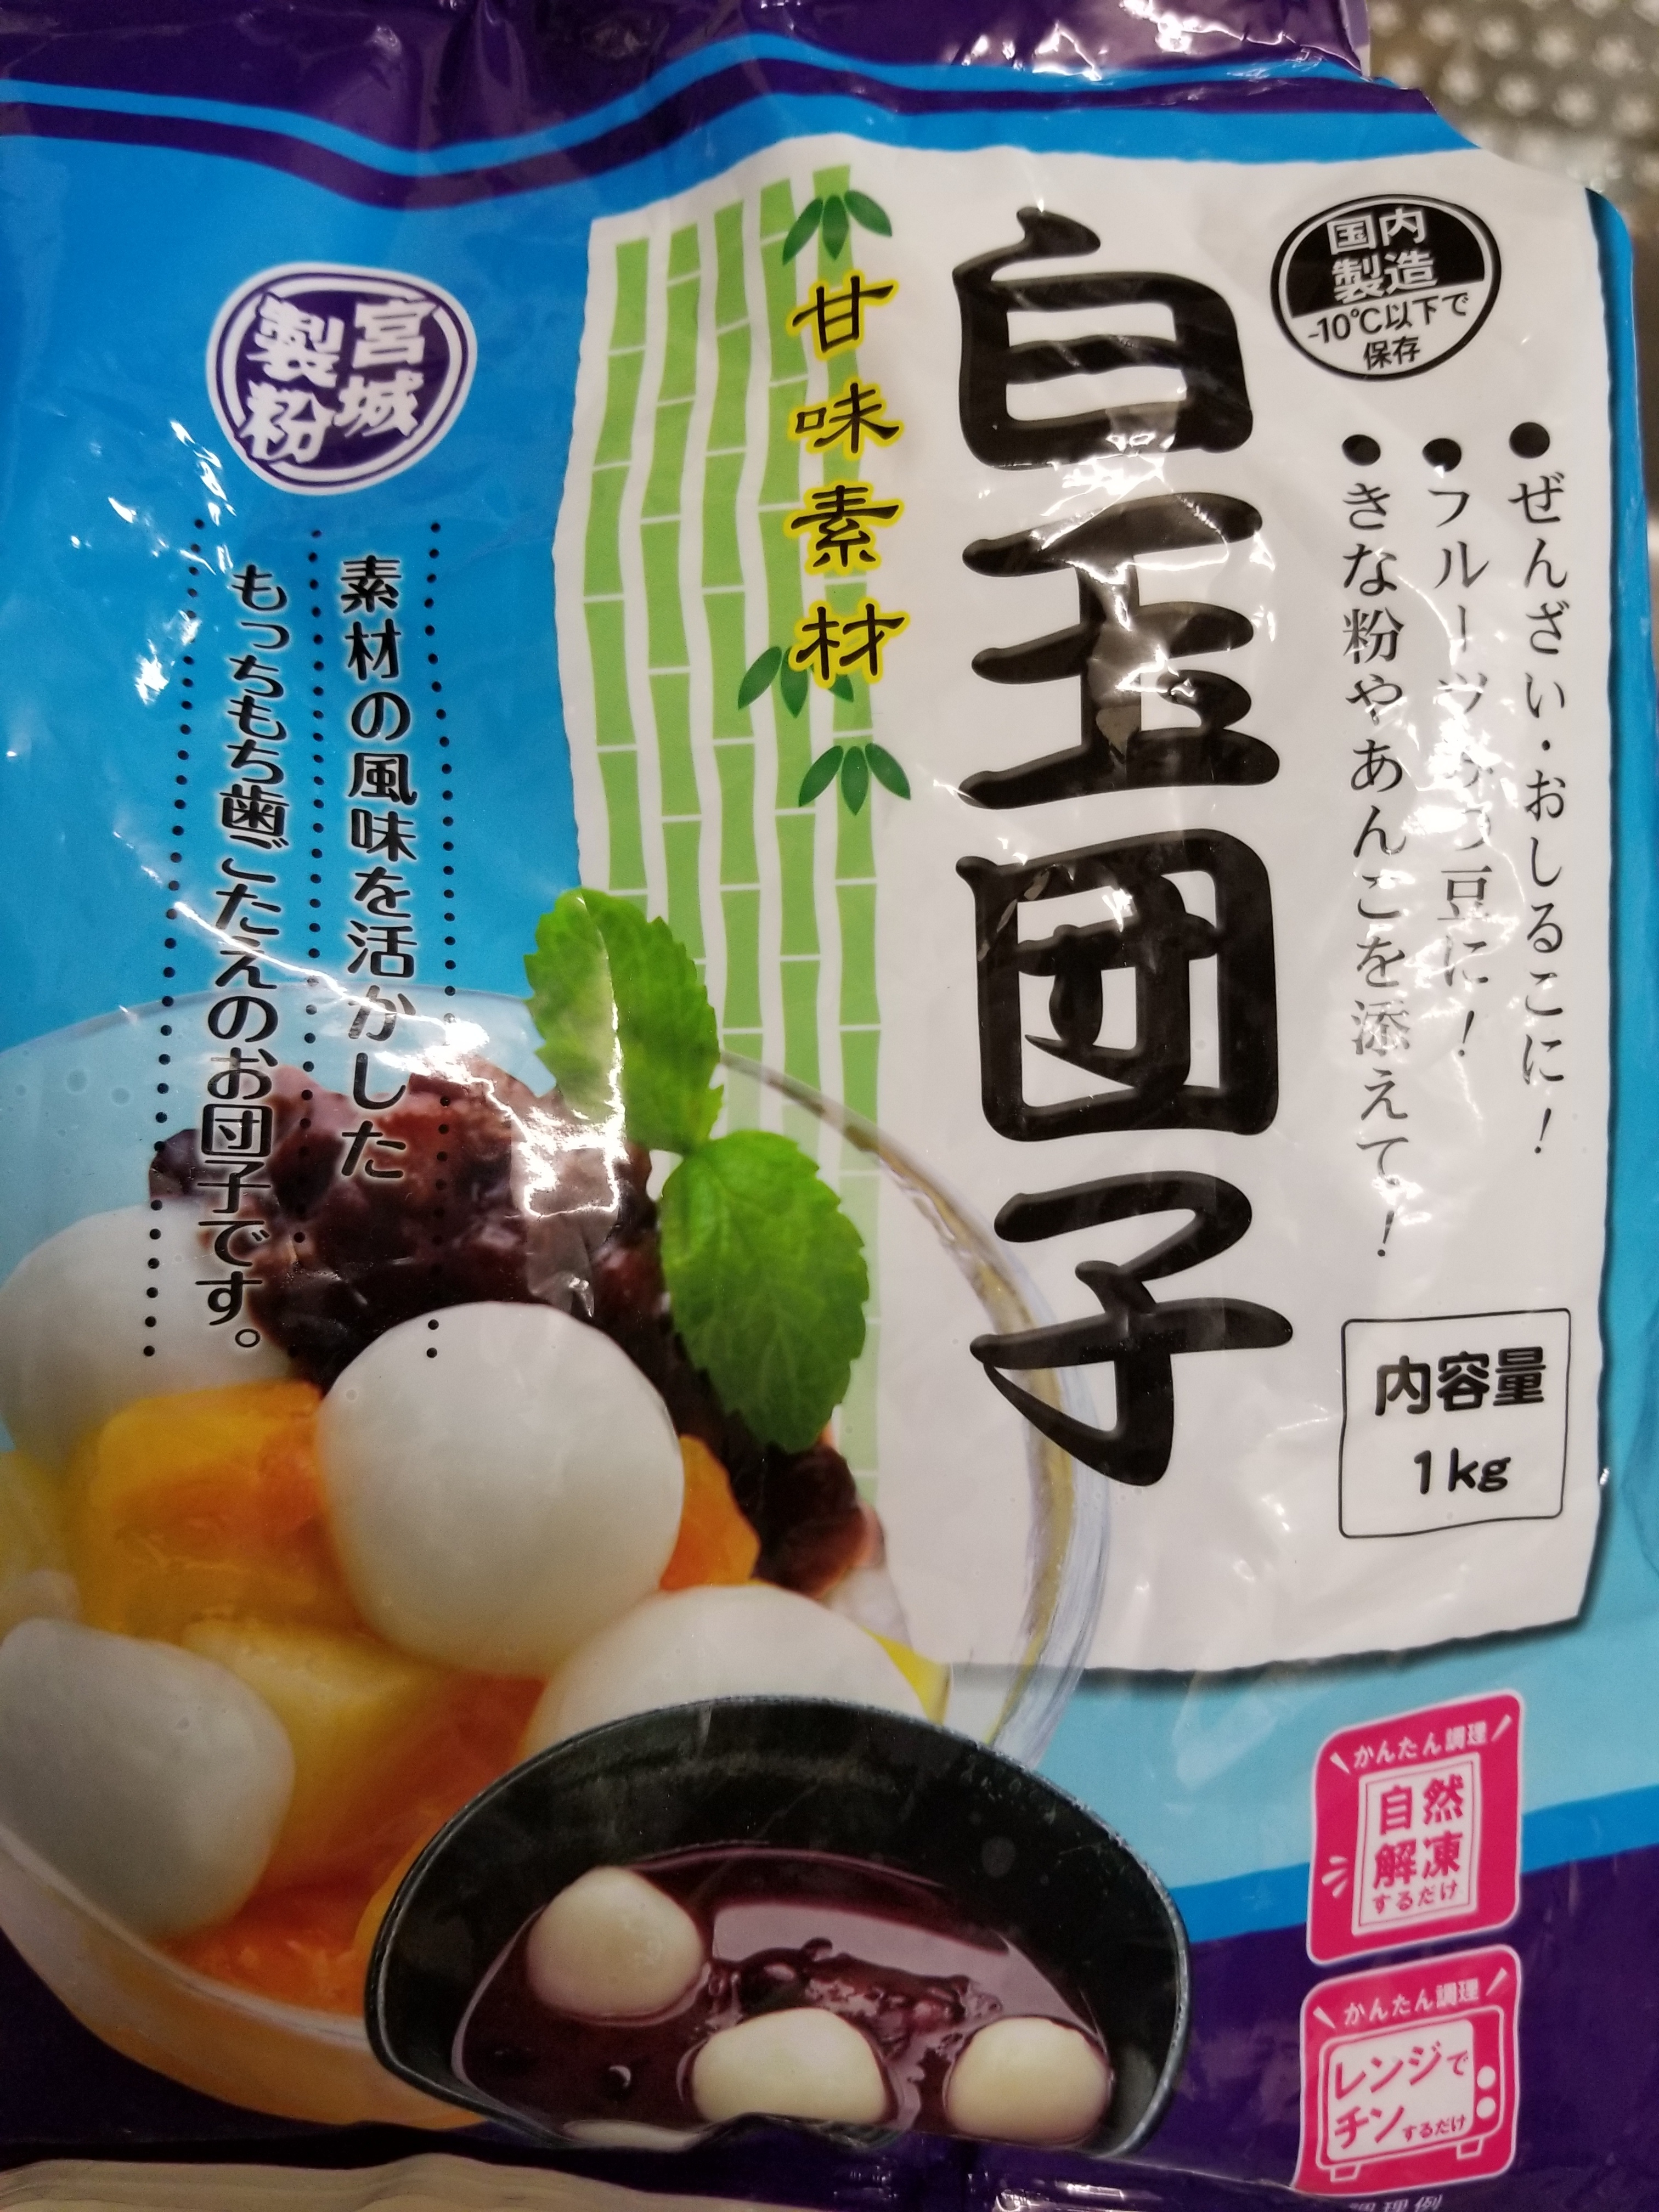 国内
製造
-10℃以下で
保存
●ぜんざい・おしるこに！
●フルーツみつ豆に！
●きな粉やあんこを添えて！
白玉団子
甘味素材
宮城
製粉
素材の風味を活かした
もっちもち歯ごたえのお団子です。
内容量
1kg
かんたん調理
自然
解凍
するだけ
かんたん調理
レンジで
チンするだけ
調理例